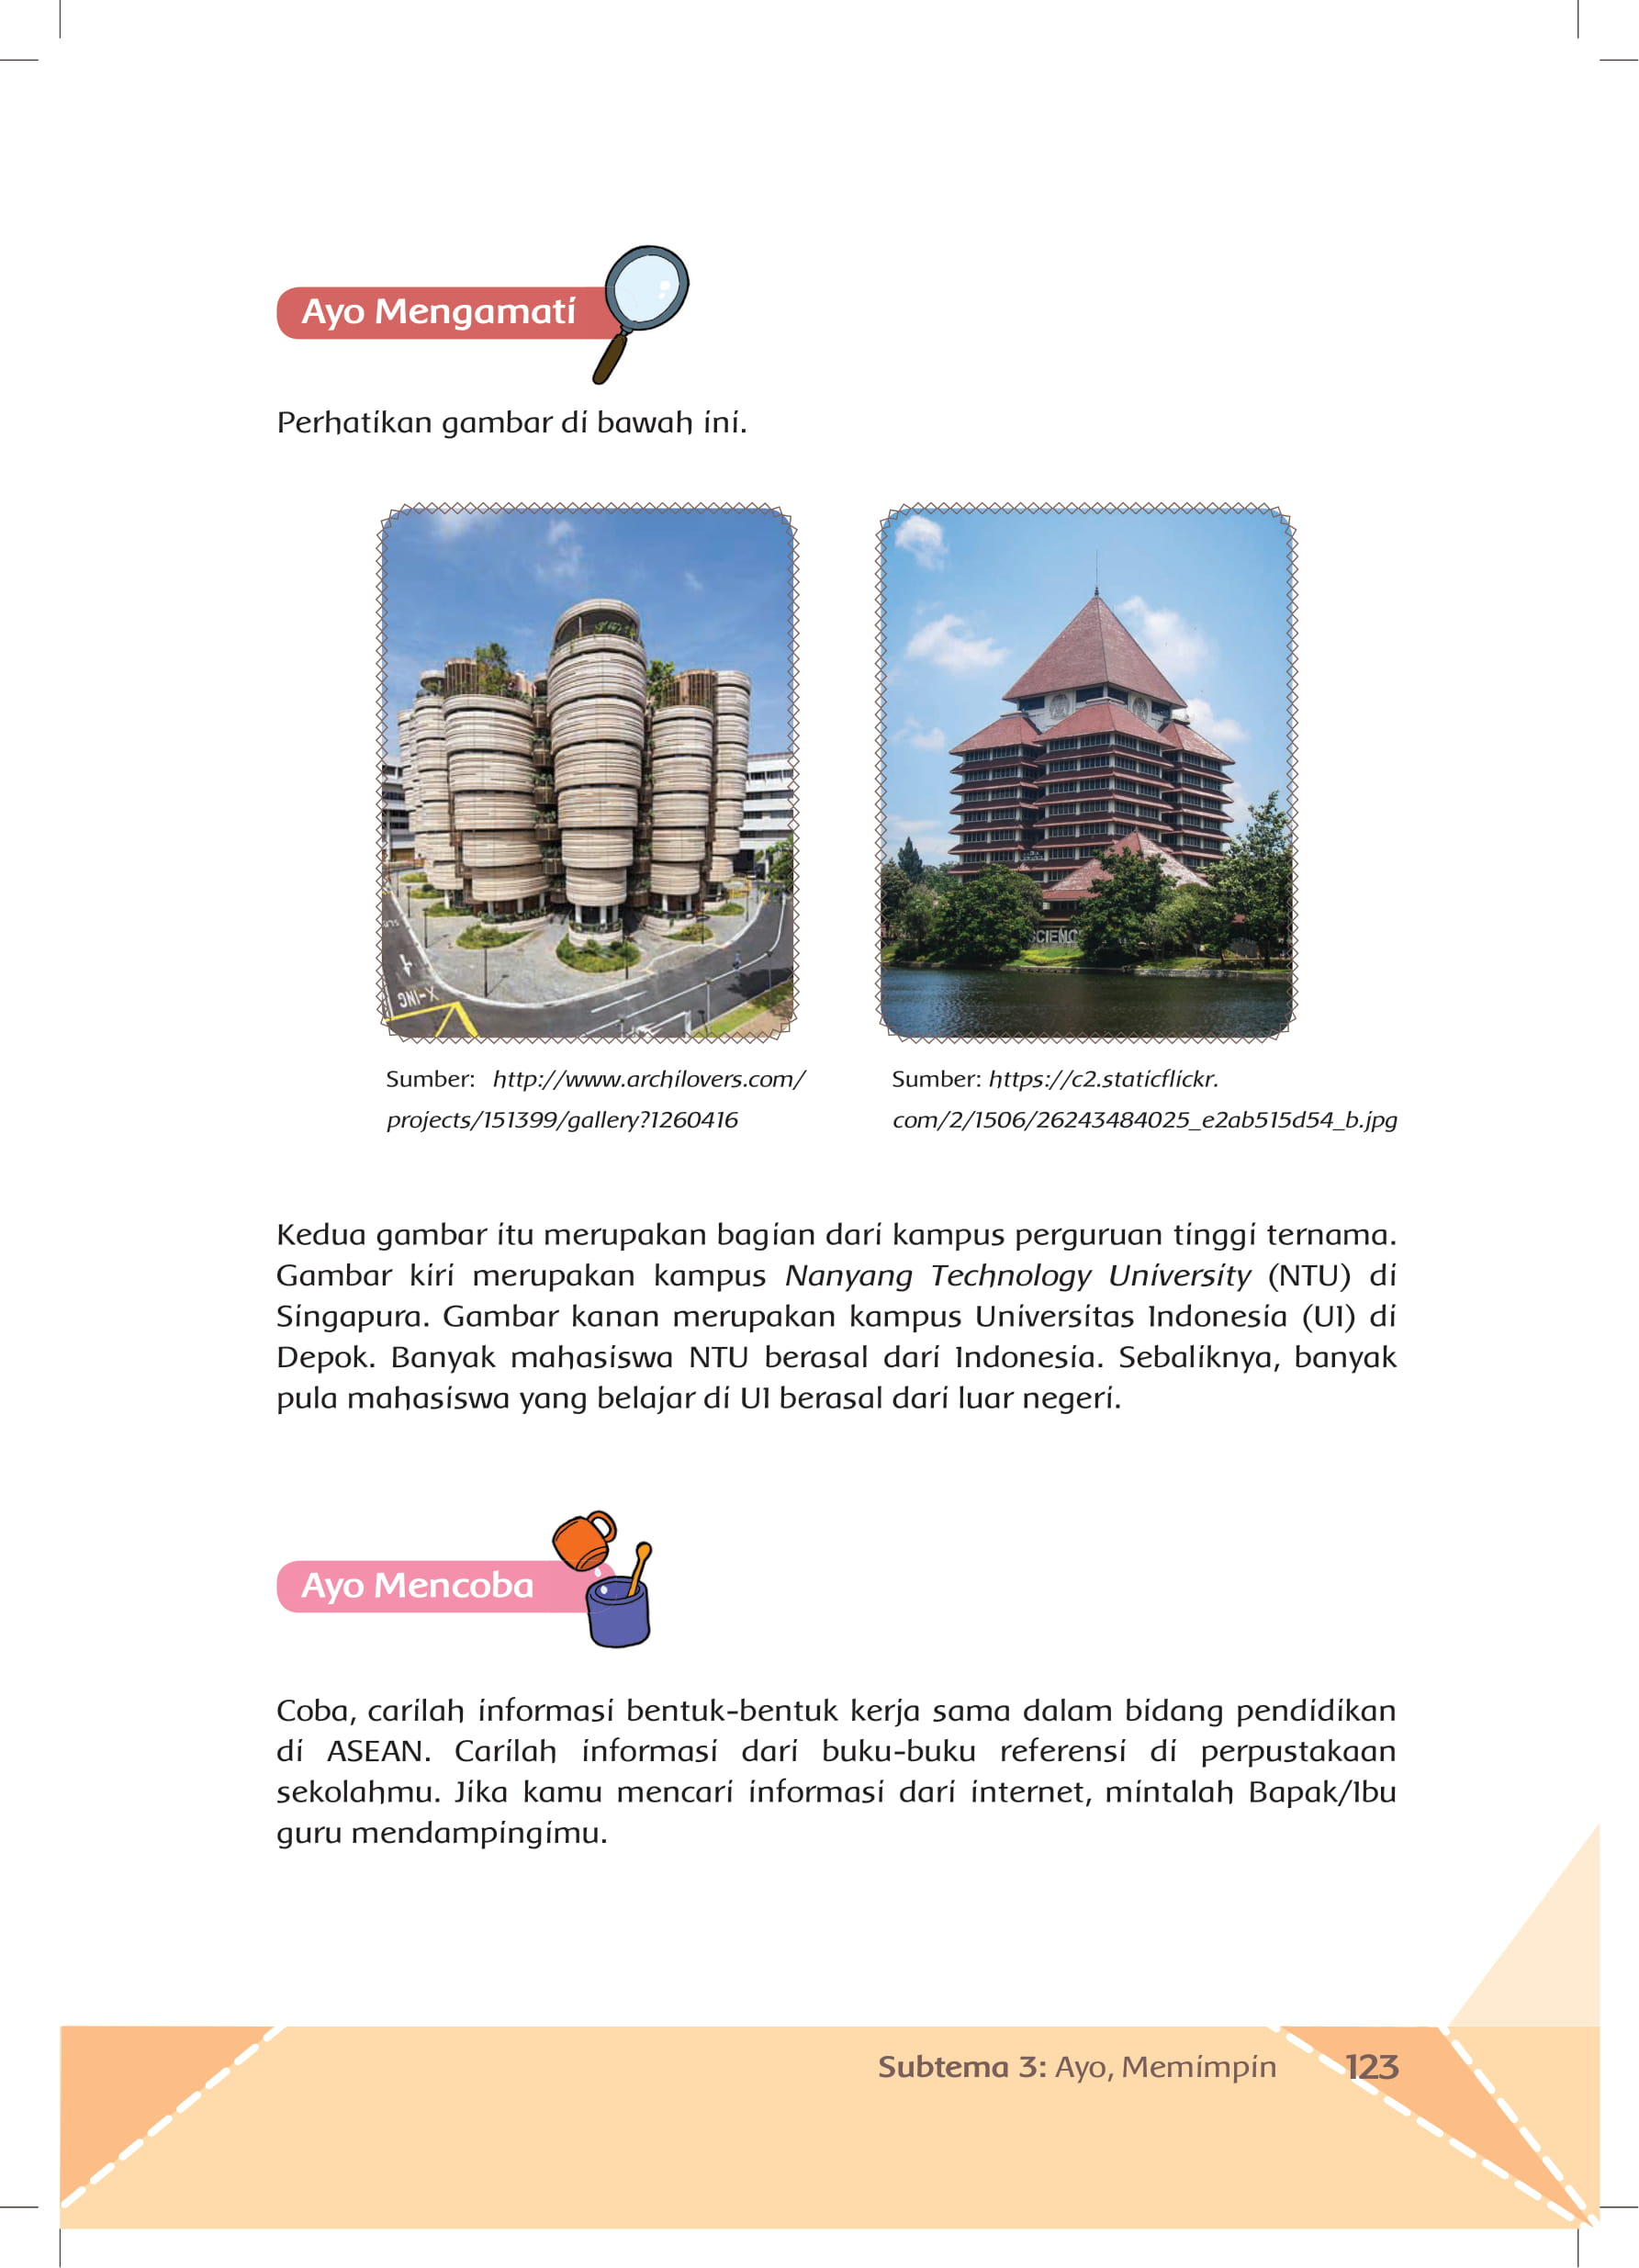 Ayo Mengamati
Perhatikan gambar di bawah ini.
X-ING
SCIENC
Sumber: http://www.archilovers.com/
projects/151399/gallery?1260416
Sumber: https://c2.staticflickr.
com/2/1506/26243484025_e2ab515d54_b.jpg
Kedua gambar itu merupakan bagian dari kampus perguruan tinggi ternama.
Gambar kiri merupakan kampus Nanyang Technology University (NTU) di
Singapura. Gambar kanan merupakan kampus Universitas Indonesia (UI) di
Depok. Banyak mahasiswa NTU berasal dari Indonesia. Sebaliknya, banyak
pula mahasiswa yang belajar di UI berasal dari luar negeri.
Ayo Mencoba
Coba, carilah informasi bentuk-bentuk kerja sama dalam bidang pendidikan
di ASEAN. Carilah informasi dari buku-buku referensi di perpustakaan
sekolahmu. Jika kamu mencari informasi dari internet, mintalah Bapak/Ibu
guru mendampingimu.
Subtema 3: Ayo, Memimpin 123